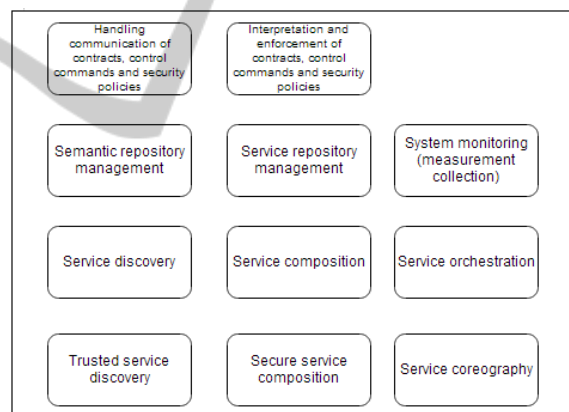 Handling
communication of
contracts, control
commands and security
policies
Interpretation and
enforcement of
contracts, control
commands and security
policies
Semantic repository
management
Service repository
management
System monitoring
(measurement
collection)
Service discovery
Service composition
Service orchestration
Trusted service
discovery
Secure service
composition
Service coreography